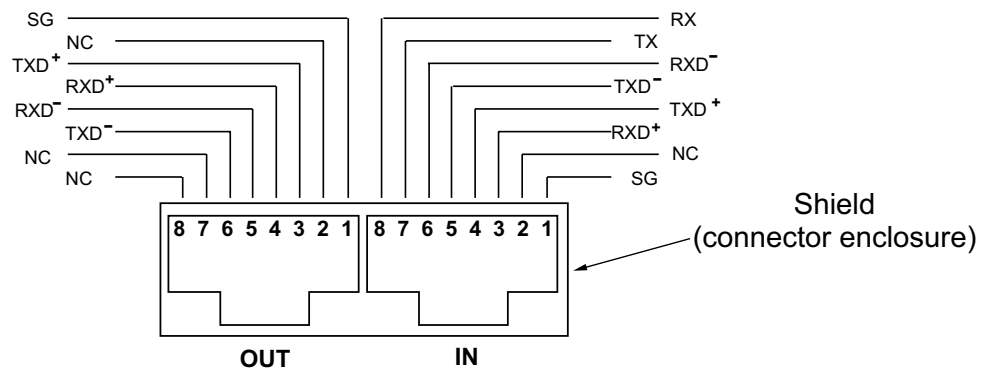 SG
NC
TXD+
RXD+
RXD-
TXD-
NC
NC
RX
TX
RXD-
TXD-
TXD+
RXD+
NC
SG
8 7 6 5 4 3 2 1
8 7 6 5 4 3 2 1
Shield
(connector enclosure)
OUT
IN